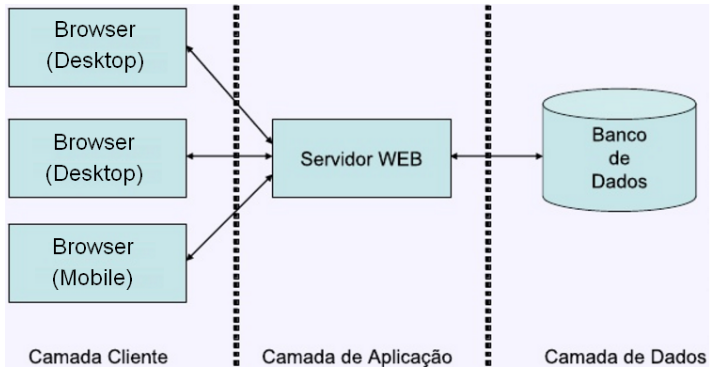 Browser
(Desktop)
Browser
(Desktop)
Browser
(Mobile)
Servidor WEB
Banco
de
Dados
Camada Cliente
Camada de Aplicação
Camada de Dados